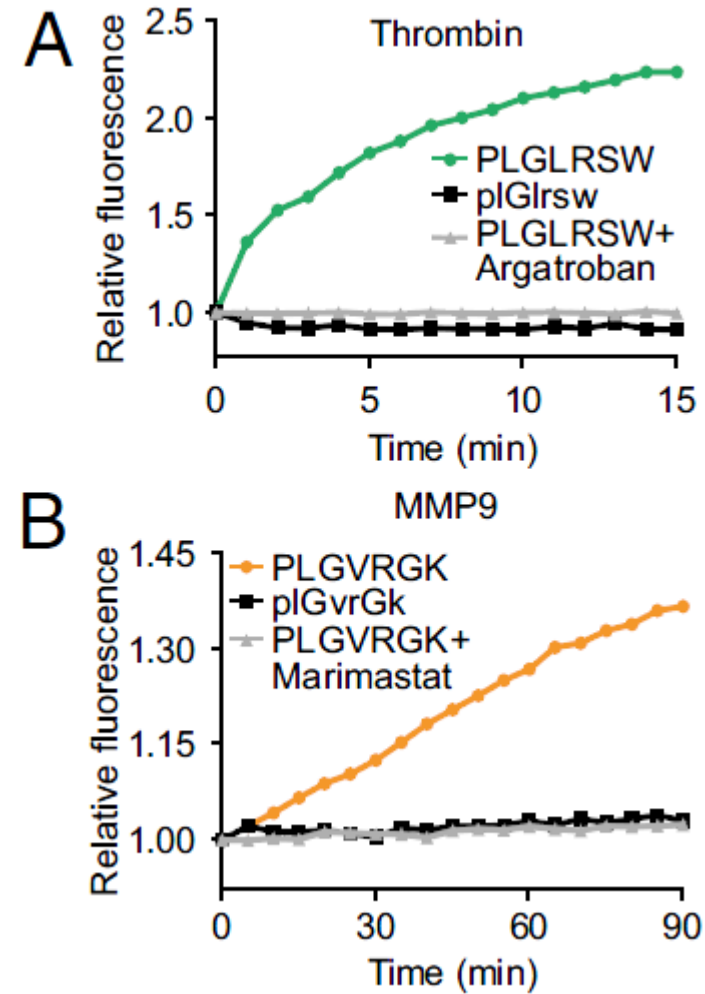 A
Thrombin
Relative fluorescence
2.5
2.0
1.5
1.0
PLGLRSW
plGlrsw
PLGLRSW+
Argatroban
0 5 10 15
Time (min)
B
MMP9
Relative fluorescence
1.45
1.30
1.15
1.00
PLGVRGK
plGvrGk
PLGVRGK+
Marimastat
0 30 60 90
Time (min)